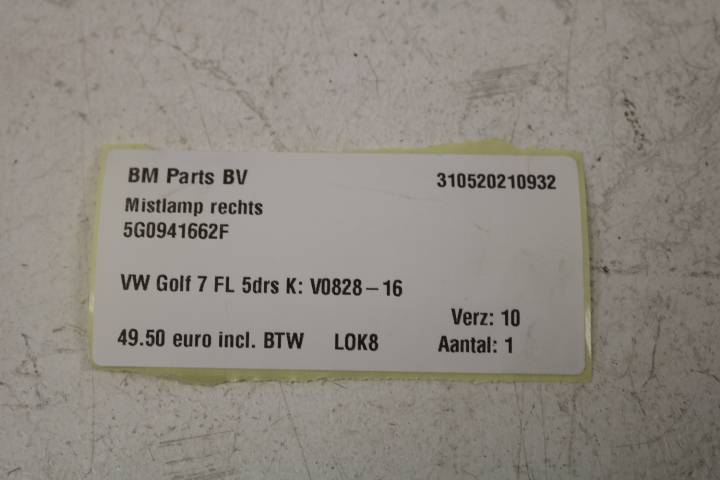 BM Parts BV 310520210932
Mistlamp rechts
5G0941662F
VW Golf 7 FL 5drs K: V0828-16
Verz: 10
49.50 euro incl. BTW LOK8 Aantal: 1